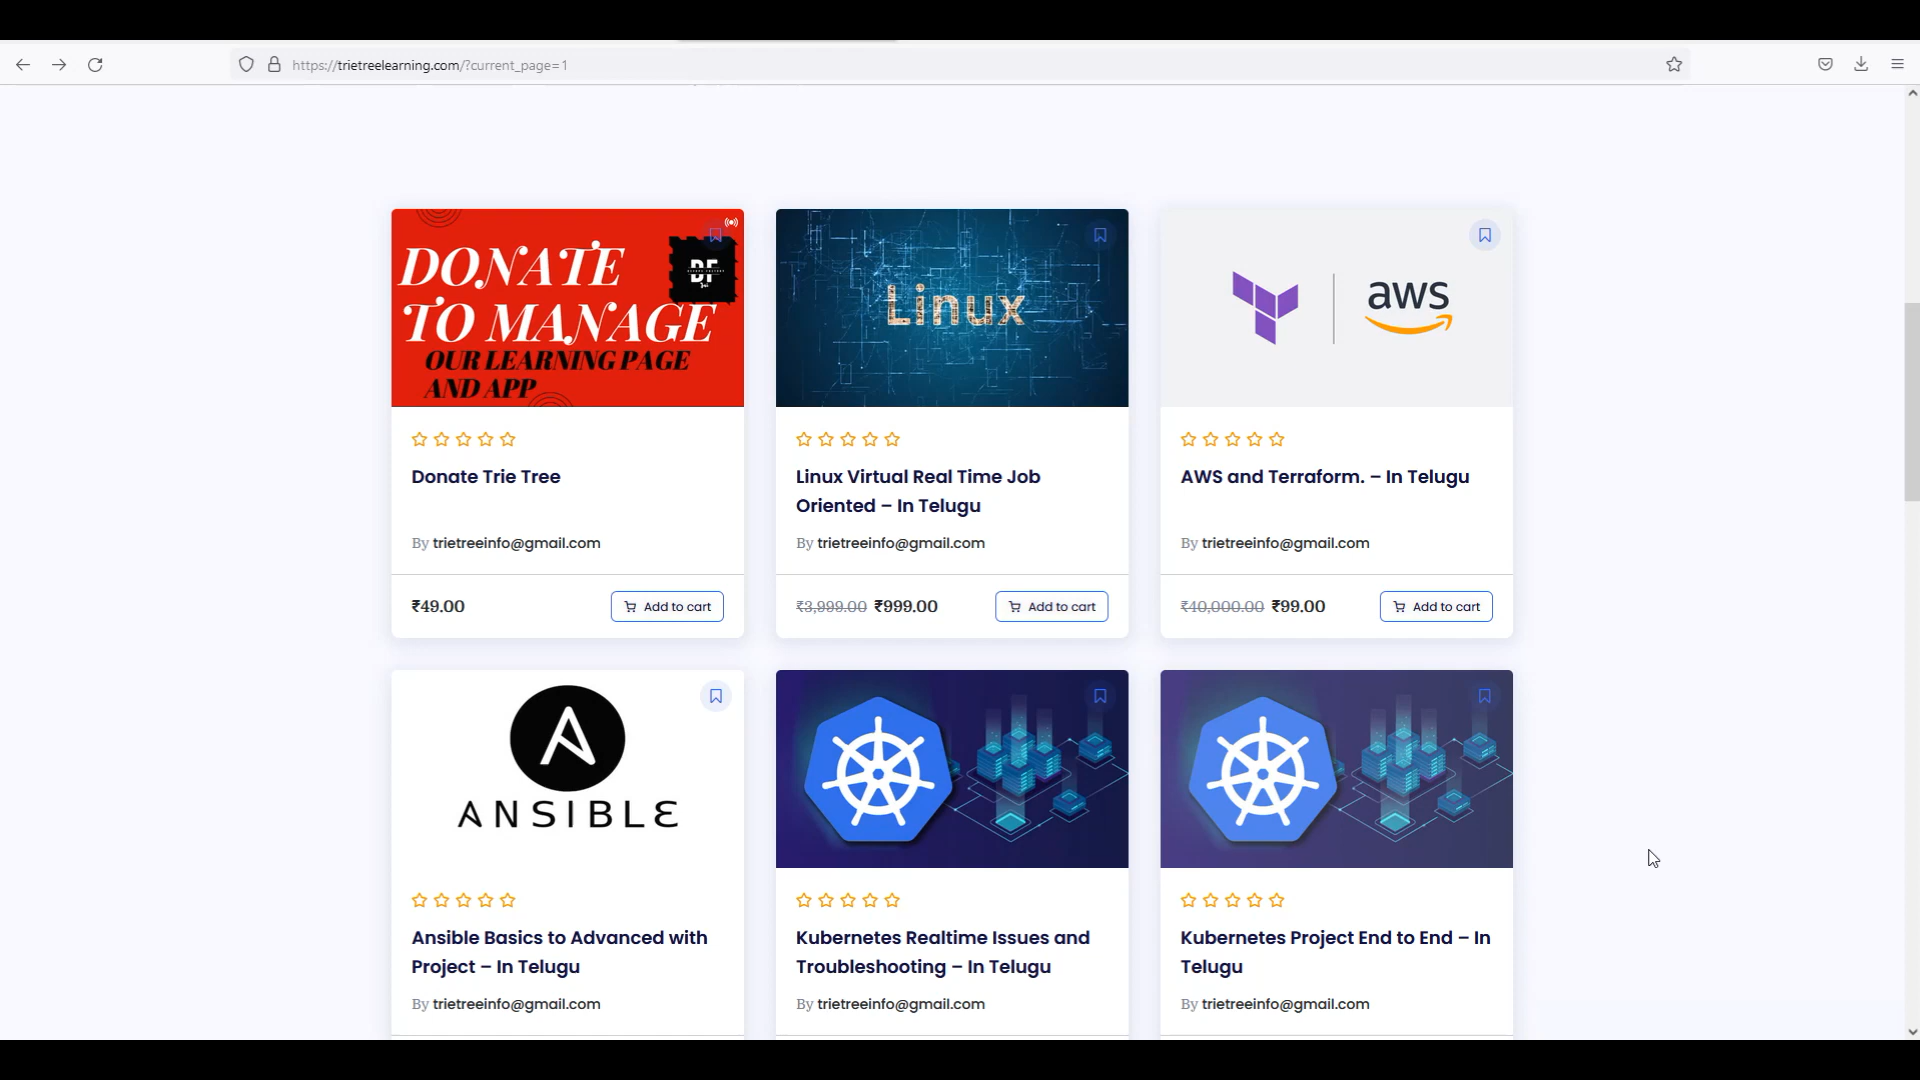 https://trietreelearning.com/?current_page=1
DONATE
TO MANAGE
OUR LEARNING PAGE
AND APP
BF
Linux
aws
Donate Trie Tree
Linux Virtual Real Time Job
Oriented – In Telugu
AWS and Terraform. – In Telugu
By trietreeinfo@gmail.com
By trietreeinfo@gmail.com
By trietreeinfo@gmail.com
₹49.00
Add to cart
₹3,999.00 ₹999.00
Add to cart
₹40,000.00 ₹99.00
Add to cart
ANSIBLE
Ansible Basics to Advanced with
Project – In Telugu
Kubernetes Realtime Issues and
Troubleshooting – In Telugu
Kubernetes Project End to End – In
Telugu
By trietreeinfo@gmail.com
By trietreeinfo@gmail.com
By trietreeinfo@gmail.com